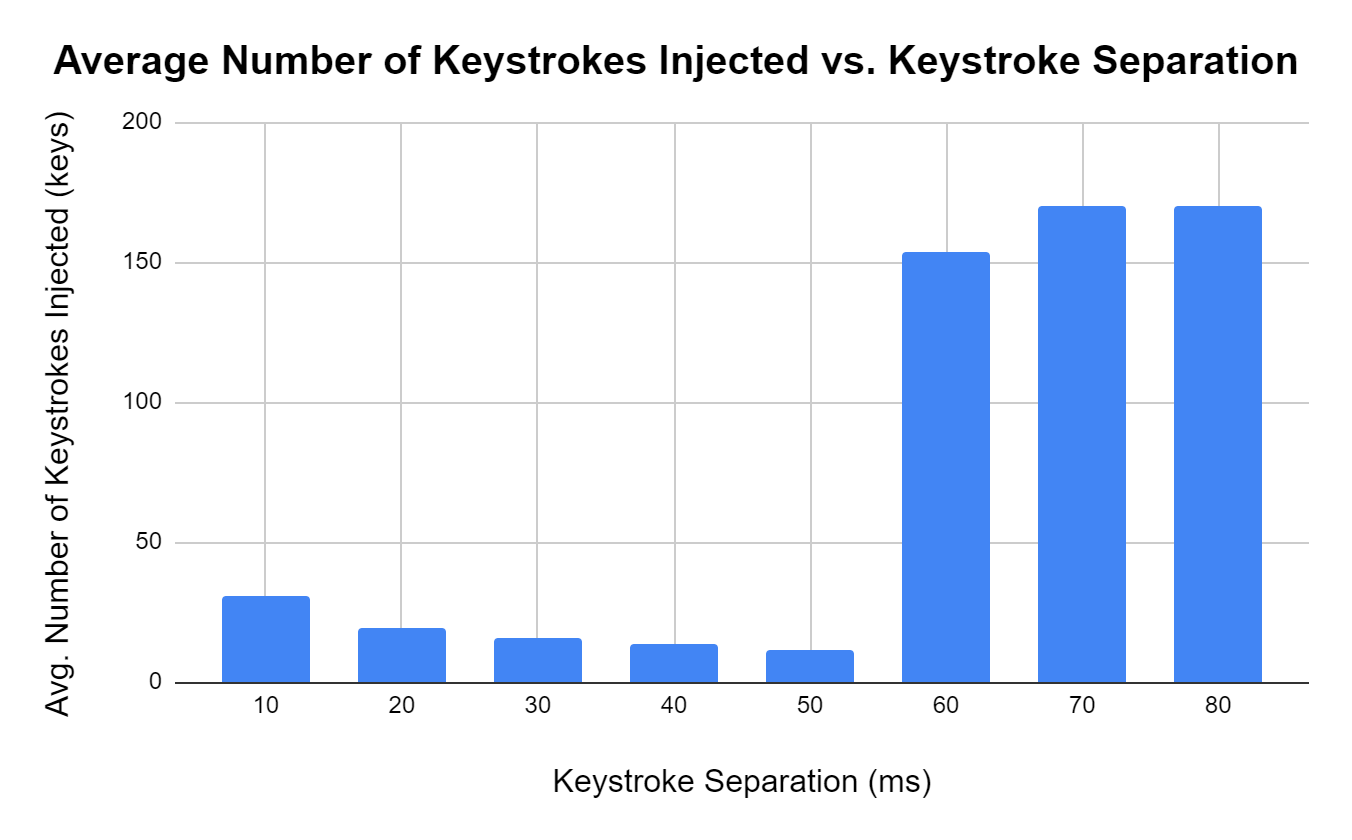 Average Number of Keystrokes Injected vs. Keystroke Separation
Avg. Number of Keystrokes Injected (keys)
200
150
100
50
0
10 20 30 40 50 60 70 80
Keystroke Separation (ms)